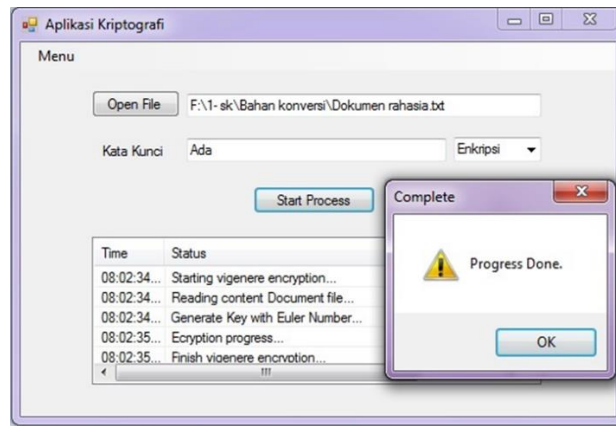 Aplikasi Kriptografi
Menu
Open File F:\1- sk\Bahan konversi\Dokumen rahasia.txt
Kata Kunci Ada Enkripsi
Start Process
Complete
Progress Done.
OK
Time Status
08:02:34... Starting vigenere encryption...
08:02:34... Reading content Document file...
08:02:34... Generate Key with Euler Number...
08:02:35... Ecryption progress...
08:02:35... Finish vigenere encryption...